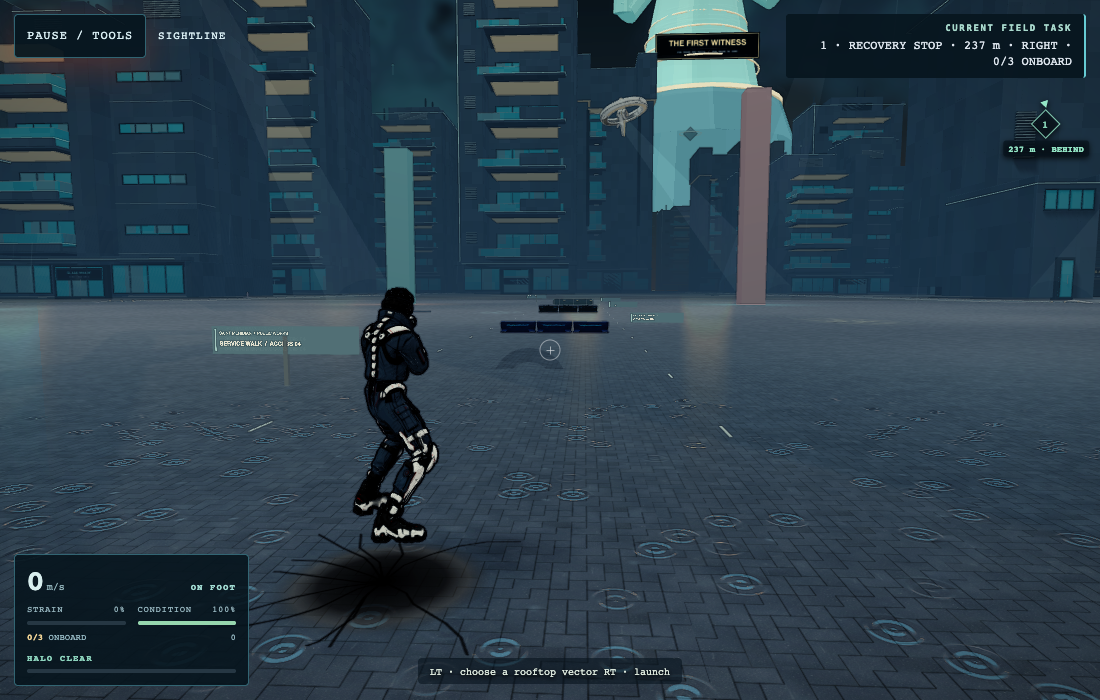 PAUSE / TOOLS
SIGHTLINE
THE FIRST WITNESS
CURRENT FIELD TASK
1 · RECOVERY STOP · 237 m · RIGHT ·
0/3 ONBOARD
1
237 m · BEHIND
SERVICE WALK /
0 m/s
ON FOOT
STRAIN 0%
CONDITION 100%
0/3 ONBOARD 0
HALO CLEAR
LT · choose a rooftop vector RT · launch